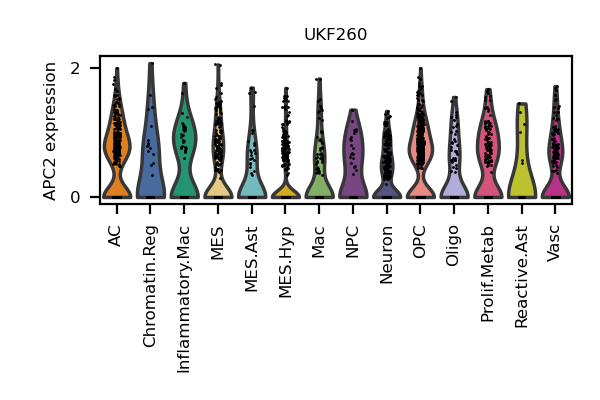 UKF260
APC2 expression
2
0
AC
Chromatin.Reg
Inflammatory.Mac
MES
MES.Ast
MES.Hyp
Mac
NPC
Neuron
OPC
Oligo
Prolif.Metab
Reactive.Ast
Vasc